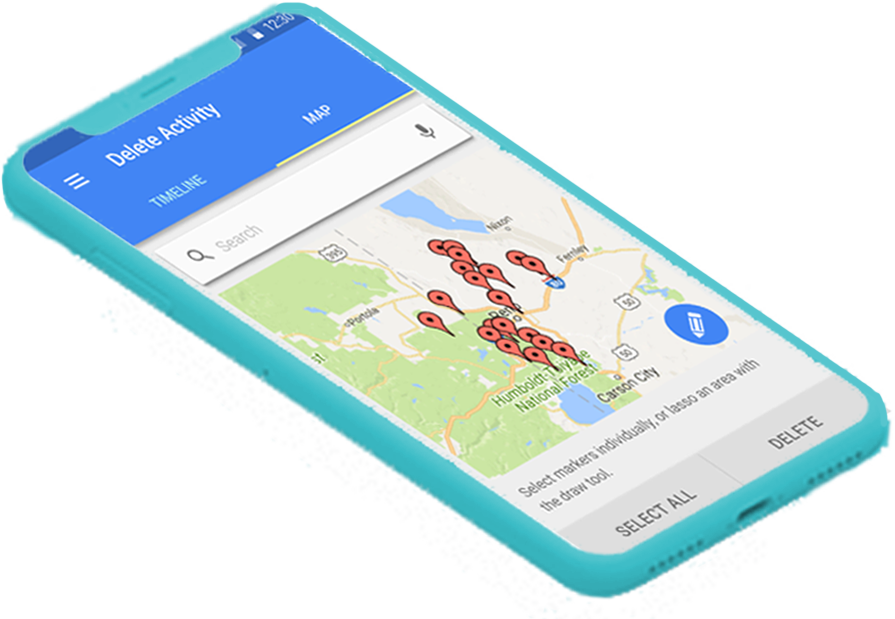 12:30
Delete Activity
TIMELINE
MAP
Search
Nixon
395
Fernley
80
Portola
Reno
50
50
Humboldt-Toiyabe
National Forest
Carson City
Select markers individually, or lasso an area with
the draw tool.
SELECT ALL
DELETE